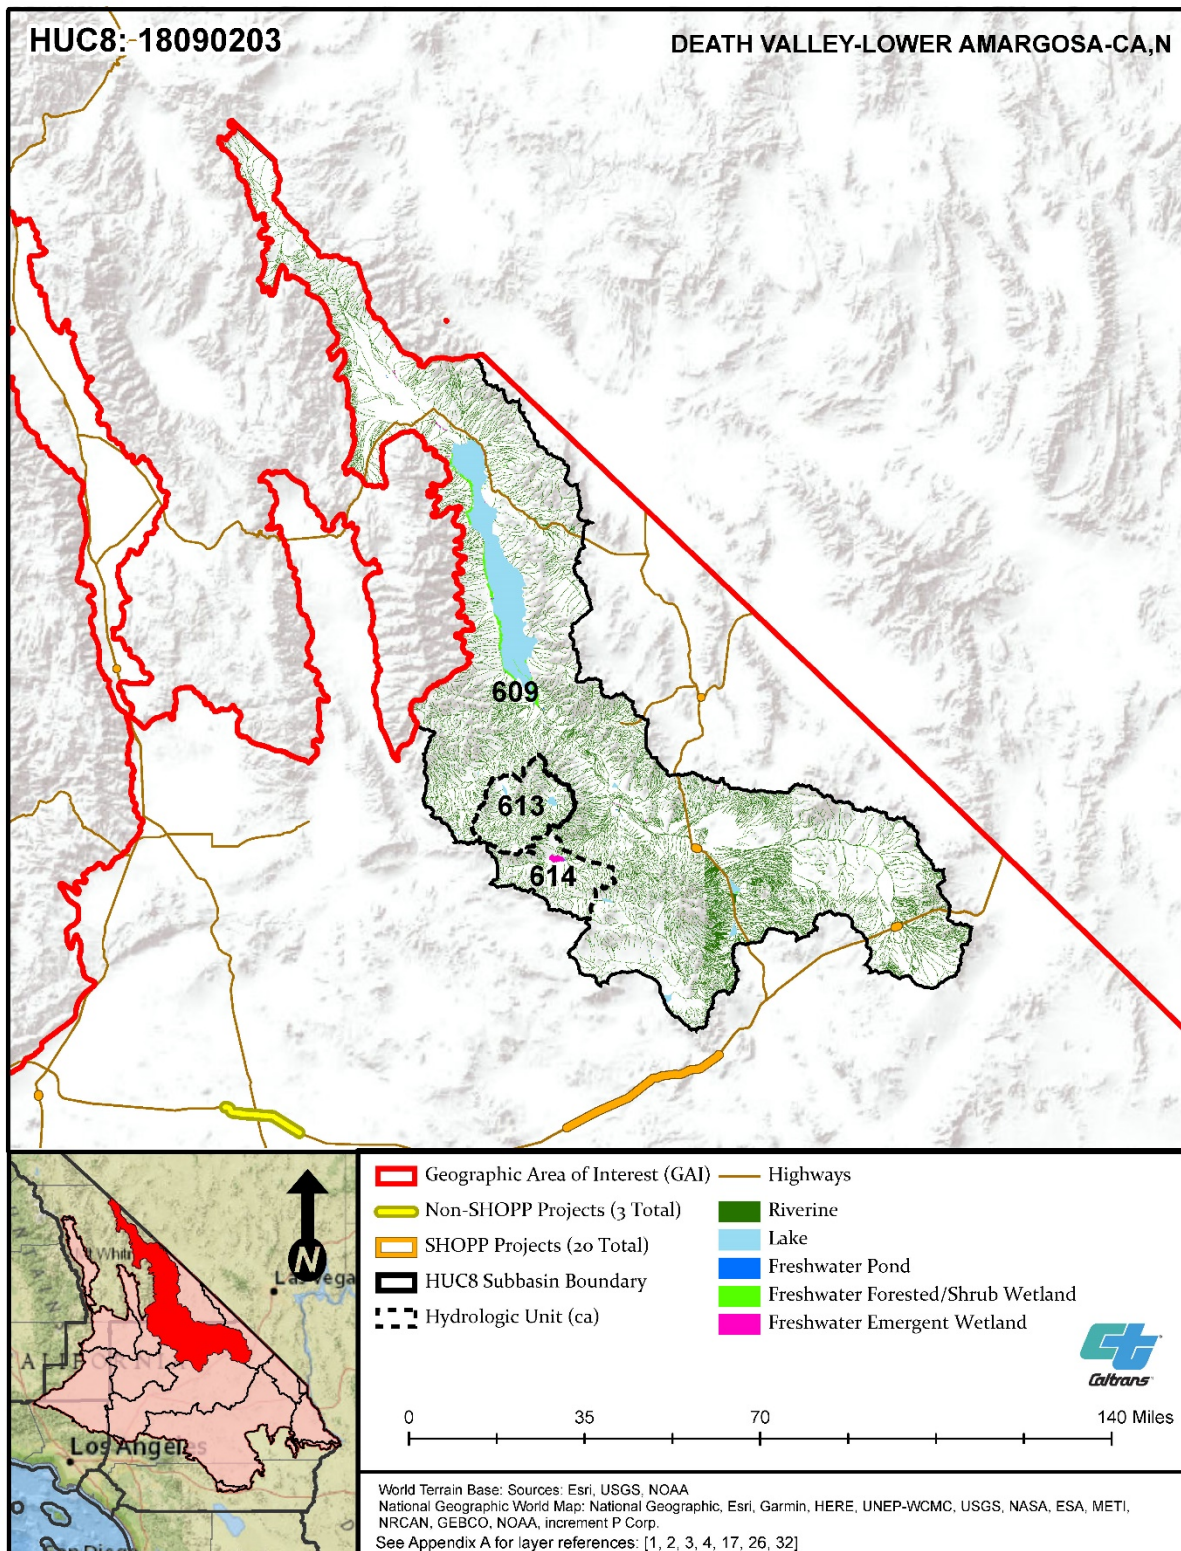 HUC8: 18090203
DEATH VALLEY-LOWER AMARGOSA-CA,N
609
613
614
Geographic Area of Interest (GAI)
Non-SHOPP Projects (3 Total)
SHOPP Projects (20 Total)
HUC8 Subbasin Boundary
Hydrologic Unit (ca)
Highways
Riverine
Lake
Freshwater Pond
Freshwater Forested/Shrub Wetland
Freshwater Emergent Wetland
Caltrans
0 35 70 140 Miles
N
Los Angeles
World Terrain Base: Sources: Esri, USGS, NOAA
National Geographic World Map: National Geographic, Esri, Garmin, HERE, UNEP-WCMC, USGS, NASA, ESA, METI,
NRCAN, GEBCO, NOAA, increment P Corp.
See Appendix A for layer references: [1, 2, 3, 4, 17, 26, 32]